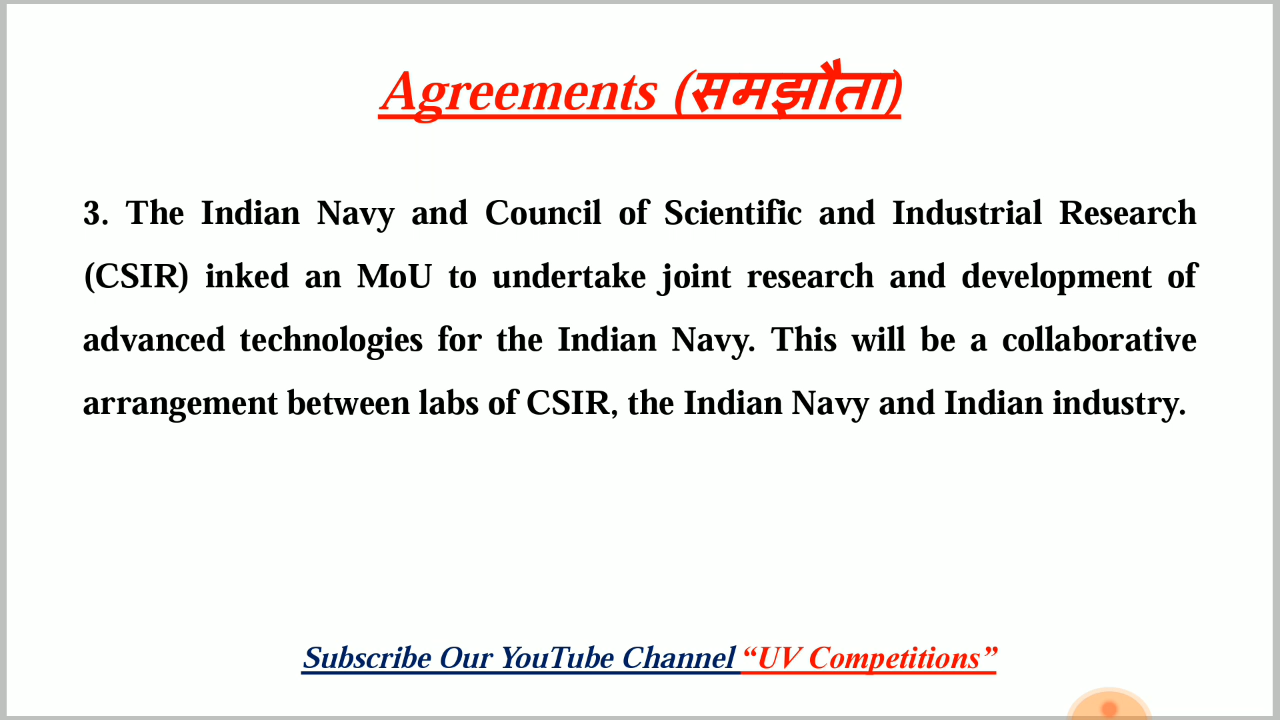 Agreements (समझौता)
3. The Indian Navy and Council of Scientific and Industrial Research
(CSIR) inked an MoU to undertake joint research and development of
advanced technologies for the Indian Navy. This will be a collaborative
arrangement between labs of CSIR, the Indian Navy and Indian industry.
Subscribe Our YouTube Channel “UV Competitions”